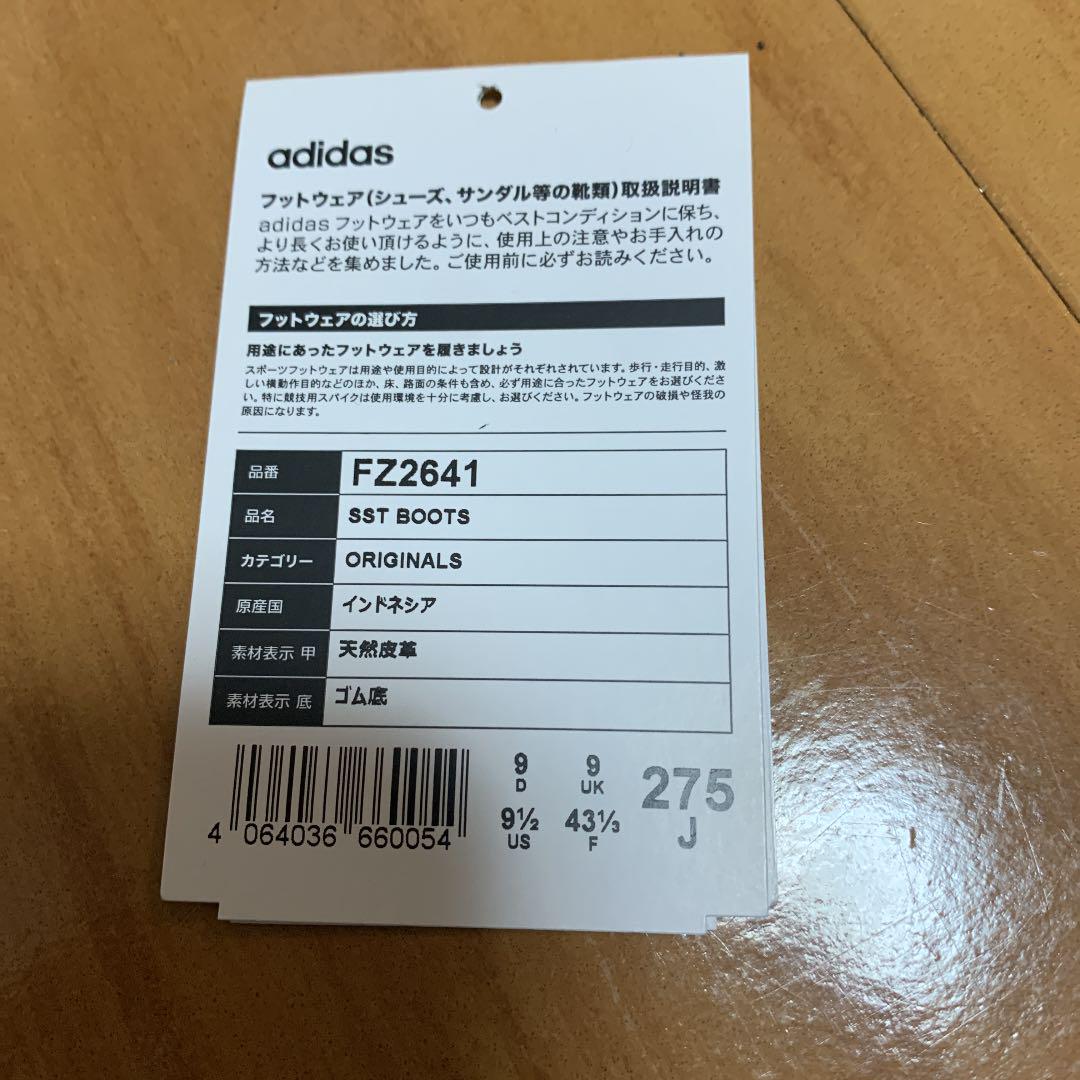 adidas
フットウェア(シューズ、サンダル等の靴類)取扱説明書
adidas フットウェアをいつもベストコンディションに保ち、
より長くお使い頂けるように、使用上の注意やお手入れの
方法などを集めました。ご使用前に必ずお読みください。
フットウェアの選び方
用途にあったフットウェアを履きましょう
スポーツフットウェアは用途や使用目的によって設計がそれぞれされています。歩行・走行目的、激
しい横動作目的などのほか、床、路面の条件も含め、必ず用途に合ったフットウェアをお選びくださ
い。特に競技用スパイクは使用環境を十分に考慮し、お選びください。フットウェアの破損や怪我の
原因になります。
品番 FZ2641
品名 SST BOOTS
カテゴリー ORIGINALS
原産国 インドネシア
素材表示 甲 天然皮革
素材表示 底 ゴム底
9 9 275
D UK
9½ 43⅓ J
US F
4 064036 660054